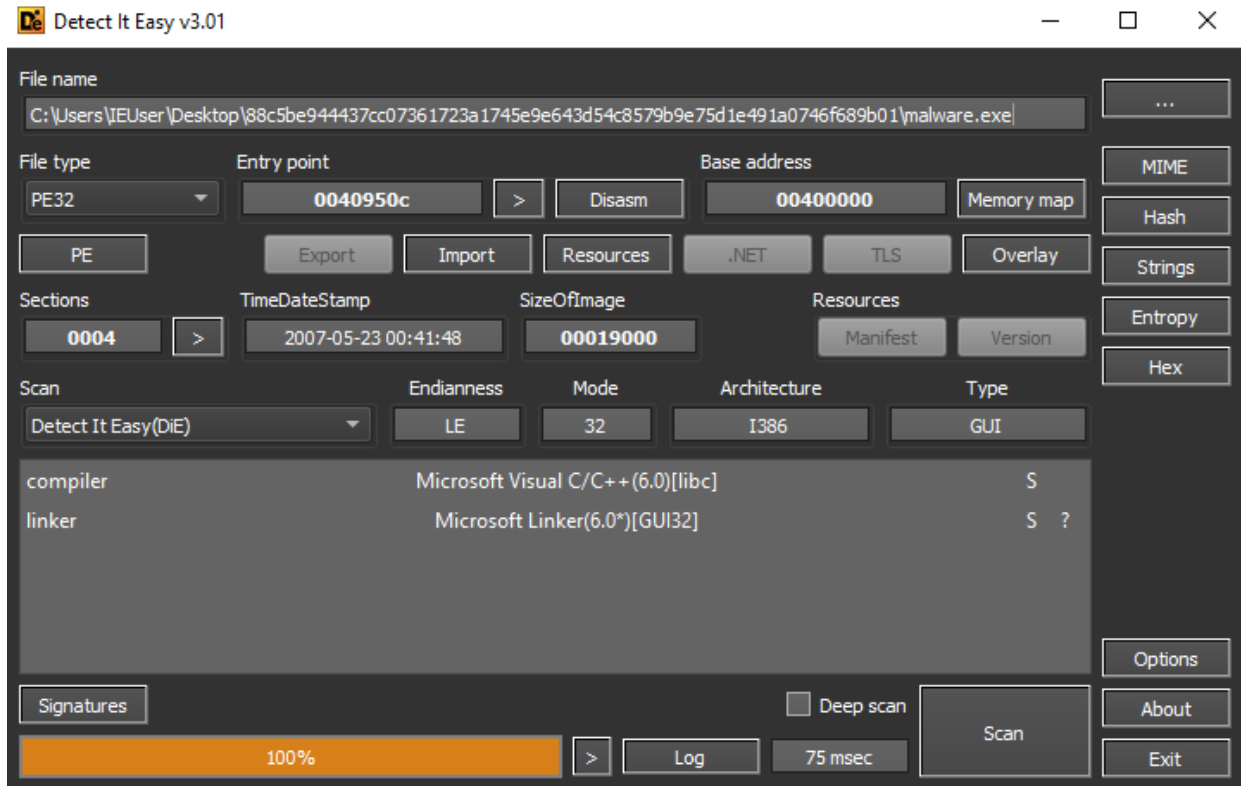 Detect It Easy v3.01
File name
C:\Users\IEUser\Desktop\88c5be944437cc07361723a1745e9e643d54c8579b9e75d1e491a0746f689b01\malware.exe
...
File type Entry point Base address
PE32 0040950c > Disasm 00400000 Memory map MIME
Hash
PE Export Import Resources .NET TLS Overlay Strings
Sections TimeDateStamp SizeOfImage Resources
0004 > 2007-05-23 00:41:48 00019000 Manifest Version Entropy
Hex
Scan Endianness Mode Architecture Type
Detect It Easy(DiE) LE 32 I386 GUI
compiler Microsoft Visual C/C++(6.0)[libc] S
linker Microsoft Linker(6.0*)[GUI32] S ?
Options
Signatures Deep scan Scan About
100% > Log 75 msec Exit